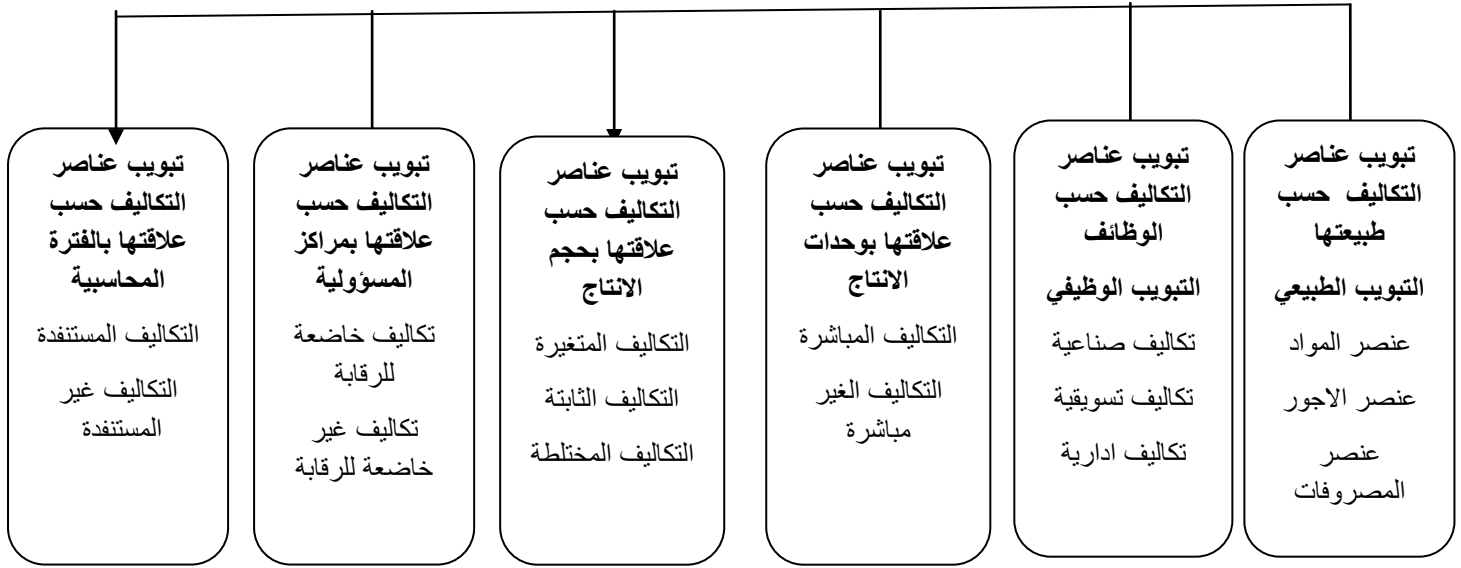 تبويب عناصر
التكاليف حسب
طبيعتها
التبويب الطبيعي
عنصر المواد
عنصر الاجور
عنصر
المصروفات
تبويب عناصر
التكاليف حسب
الوظائف
التبويب الوظيفي
تكاليف صناعية
تكاليف تسويقية
تكاليف ادارية
تبويب عناصر
التكاليف حسب
علاقتها بوحدات
الانتاج
التكاليف المباشرة
التكاليف الغير
مباشرة
تبويب عناصر
التكاليف حسب
علاقتها بحجم
الانتاج
التكاليف المتغيرة
التكاليف الثابتة
التكاليف المختلطة
تبويب عناصر
التكاليف حسب
علاقتها بمراكز
المسؤولية
تكاليف خاضعة
للرقابة
تكاليف غير
خاضعة للرقابة
تبويب عناصر
التكاليف حسب
علاقتها بالفترة
المحاسبية
التكاليف المستنفدة
التكاليف غير
المستنفدة